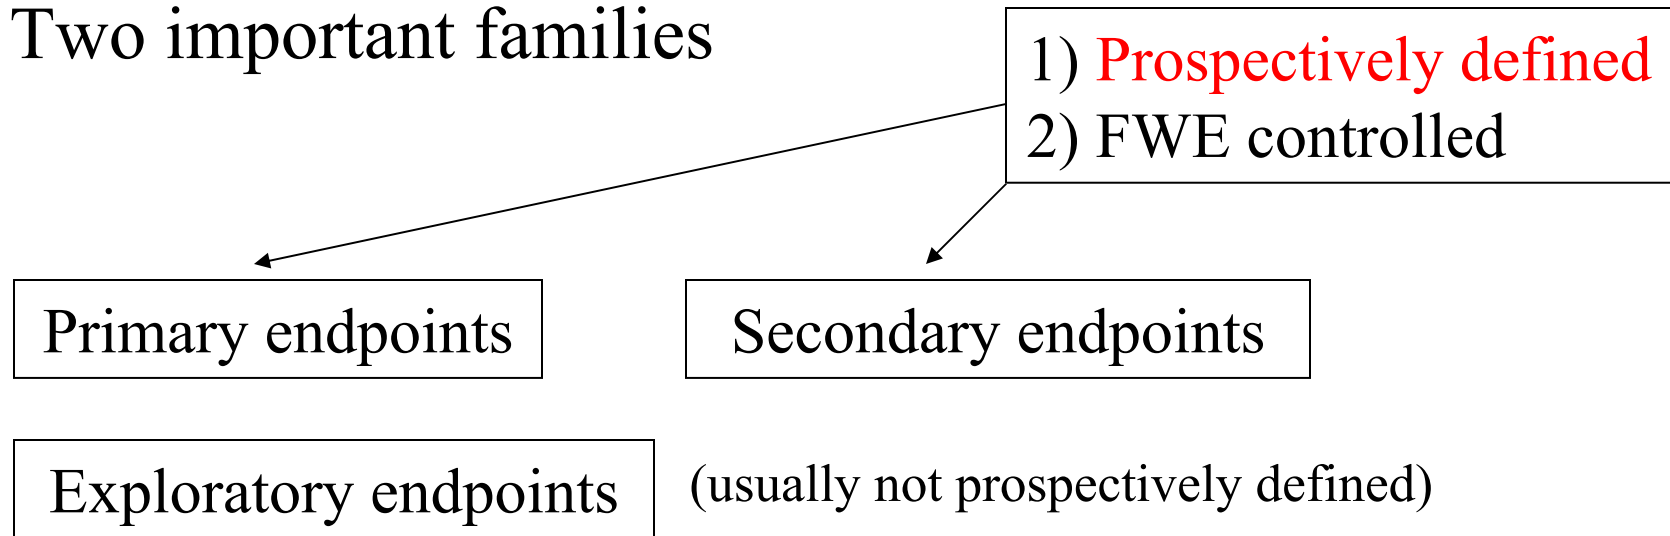 Two important families
1) Prospectively defined
2) FWE controlled
Primary endpoints
Secondary endpoints
Exploratory endpoints
(usually not prospectively defined)